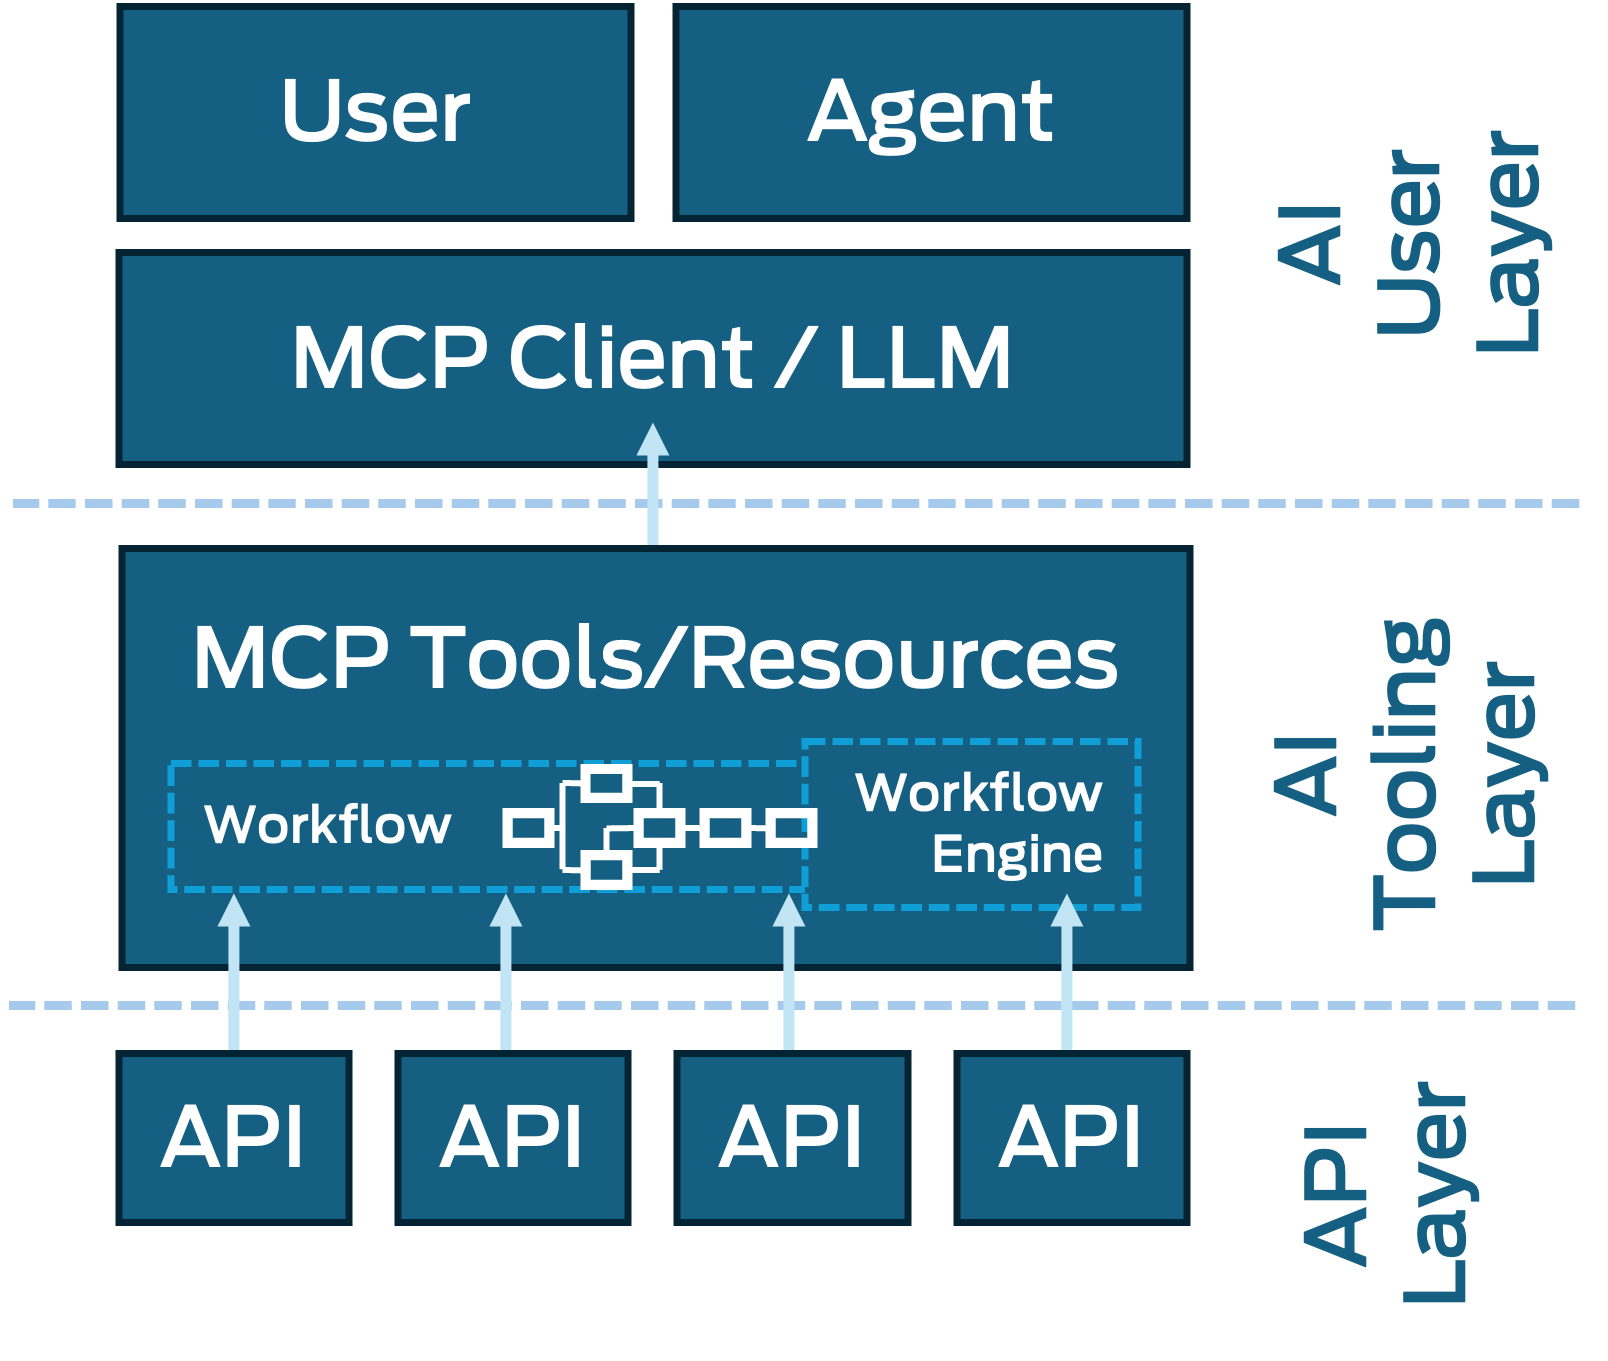 User
Agent
AI
User
Layer
MCP Client / LLM
MCP Tools/Resources
Workflow
Workflow
Engine
AI
Tooling
Layer
API
API
API
API
API
Layer